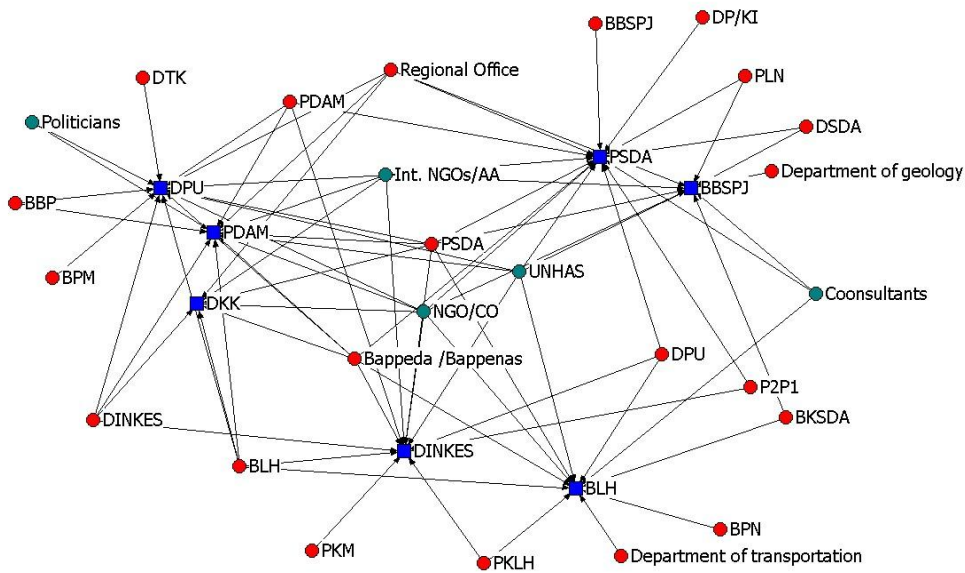 BBSPJ
DP/KI
Regional Office
DTK
PLN
PDAM
Politicians
DSDA
PSDA
Department of geology
Int. NGOs/AA
DPU
BBSPJ
BBP
PDAM
PSDA
UNHAS
BPM
Coonsultants
DKK
NGO/CO
Bappeda /Bappenas
DPU
P2P1
DINKES
BKSDA
DINKES
BLH
BLH
BPN
PKM
PKLH
Department of transportation